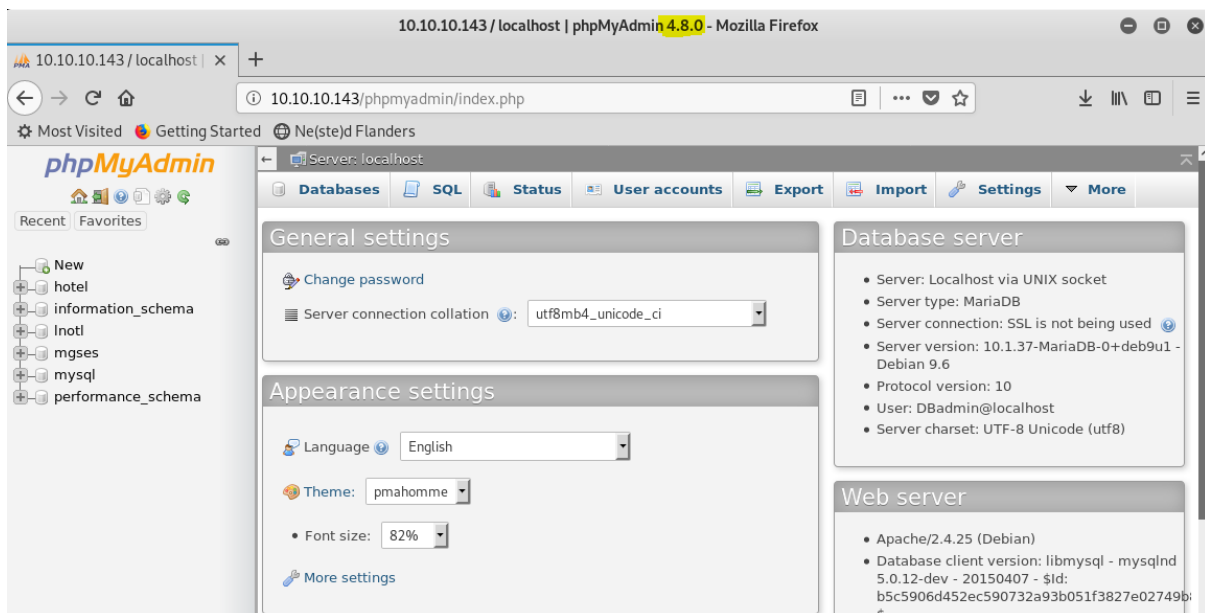 10.10.10.143 / localhost | phpMyAdmin 4.8.0 - Mozilla Firefox
10.10.10.143 / localhost |
10.10.10.143/phpmyadmin/index.php
Most Visited Getting Started Ne(ste)d Flanders
phpMyAdmin
Recent Favorites
New
hotel
information_schema
lnotl
mgses
mysql
performance_schema
Server: localhost
Databases SQL Status User accounts Export Import Settings More
General settings
Change password
Server connection collation : utf8mb4_unicode_ci
Appearance settings
Language English
Theme: pmahomme
• Font size: 82%
More settings
Database server
• Server: Localhost via UNIX socket
• Server type: MariaDB
• Server connection: SSL is not being used
• Server version: 10.1.37-MariaDB-0+deb9u1 -
Debian 9.6
• Protocol version: 10
• User: DBadmin@localhost
• Server charset: UTF-8 Unicode (utf8)
Web server
• Apache/2.4.25 (Debian)
• Database client version: libmysql - mysqlnd
5.0.12-dev - 20150407 - $Id:
b5c5906d452ec590732a93b051f3827e02749b